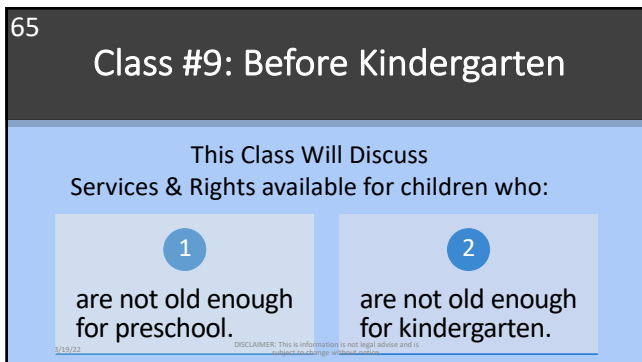 65
Class #9: Before Kindergarten
This Class Will Discuss
Services & Rights available for children who:
1
are not old enough
for preschool.
2
are not old enough
for kindergarten.
3/19/22
DISCLAIMER: This is information is not legal advise and is
subject to change without notice